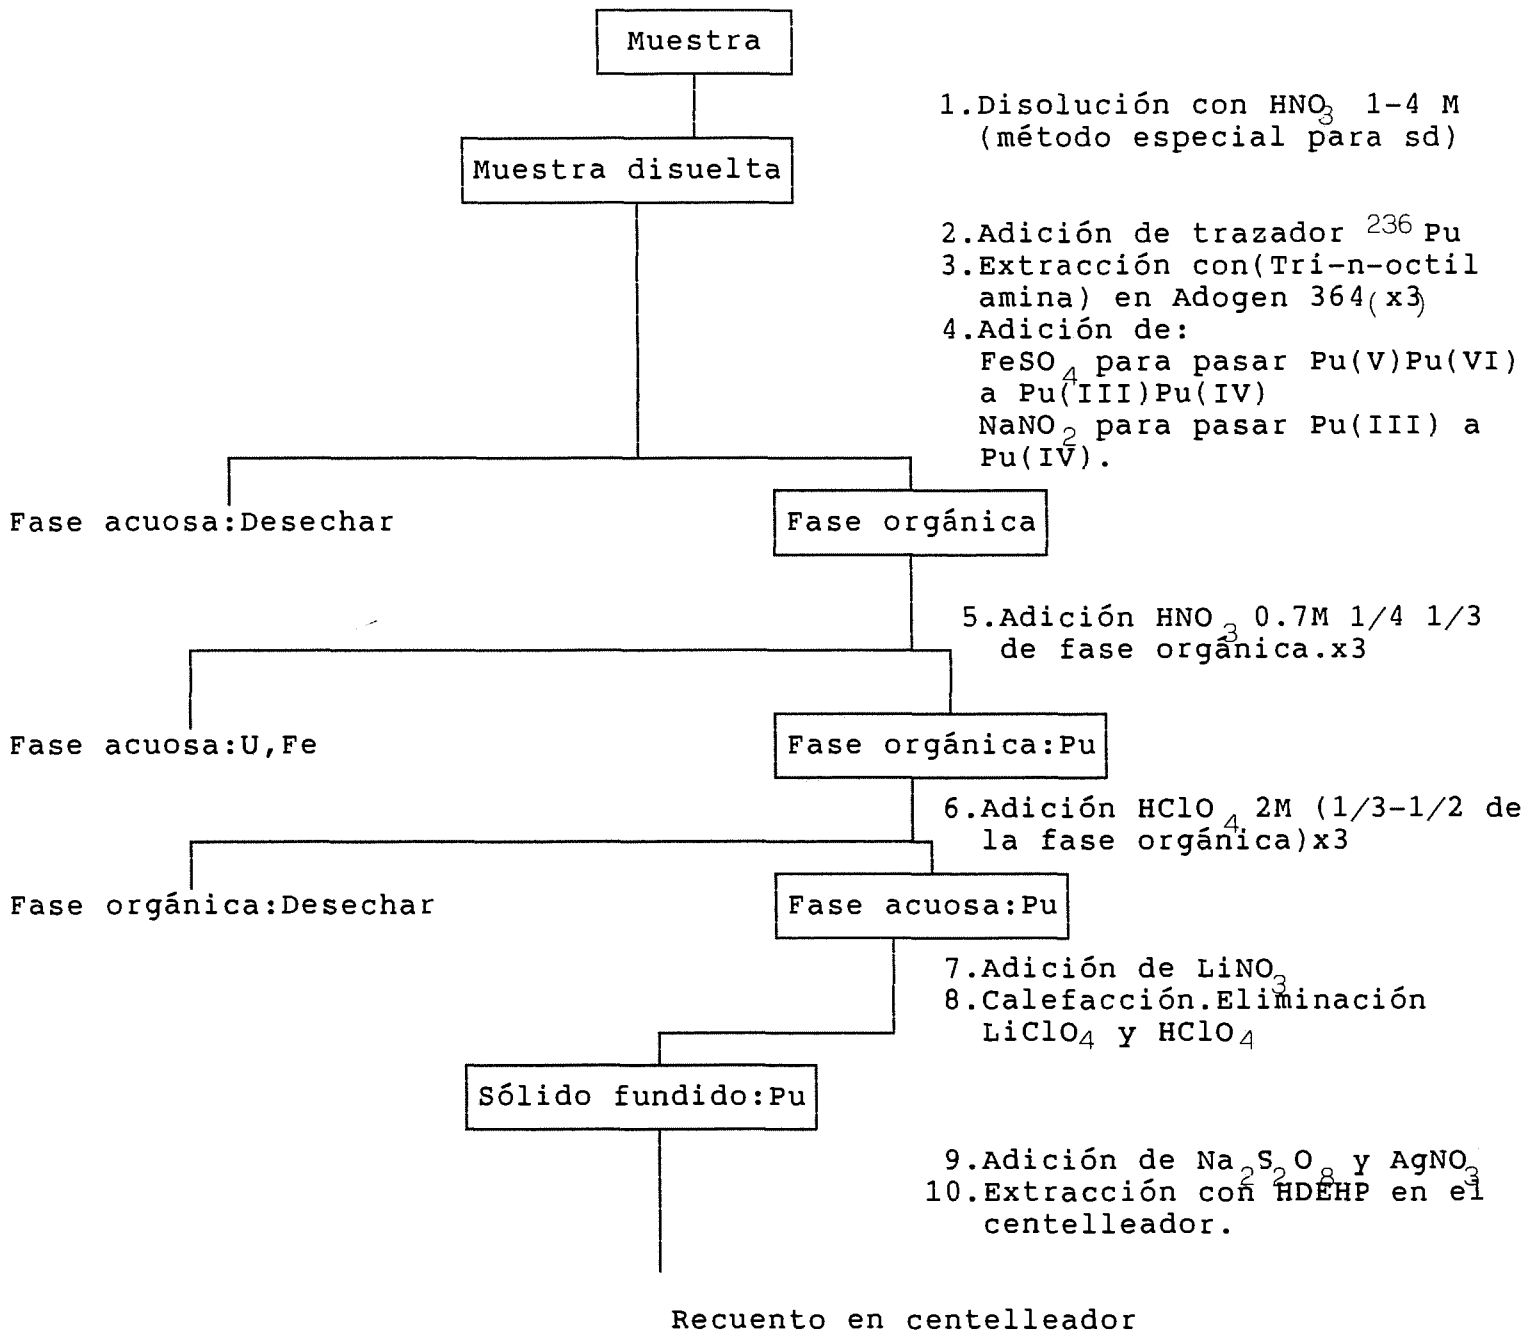 Muestra
1.Disolución con HNO3 1-4 M
(método especial para sd)
Muestra disuelta
2.Adición de trazador 236 Pu
3.Extracción con(Tri-n-octil
amina) en Adogen 364(x3)
4.Adición de:
FeSO4 para pasar Pu(V)Pu(VI)
a Pu(III)Pu(IV)
NaNO2 para pasar Pu(III) a
Pu(IV).
Fase acuosa:Desechar
Fase orgánica
5.Adición HNO3 0.7M 1/4 1/3
de fase orgánica.x3
Fase acuosa:U,Fe
Fase orgánica:Pu
6.Adición HClO4 2M (1/3-1/2 de
la fase orgánica)x3
Fase orgánica:Desechar
Fase acuosa:Pu
7.Adición de LiNO3
8.Calefacción.Eliminación
LiClO4 y HClO4
Sólido fundido:Pu
9.Adición de Na2S2O8 y AgNO3
10.Extracción con HDEHP en el
centelleador.
Recuento en centelleador